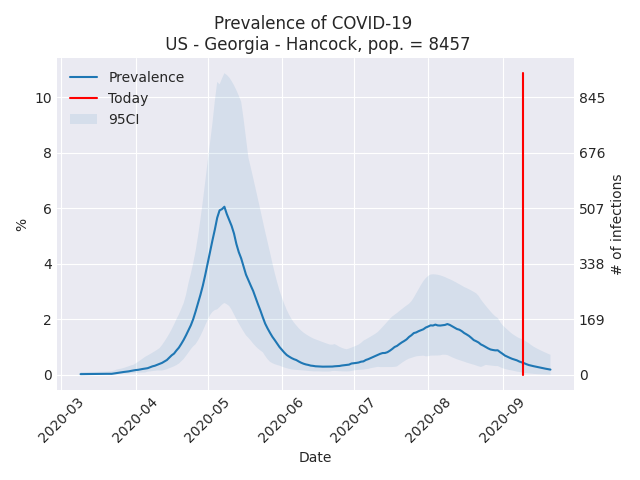 Prevalence of COVID-19
US - Georgia - Hancock, pop. = 8457
Prevalence
Today
95CI
%
10
8
6
4
2
0
845
676
507
338
169
0
# of infections
2020-03
2020-04
2020-05
2020-06
2020-07
2020-08
2020-09
Date